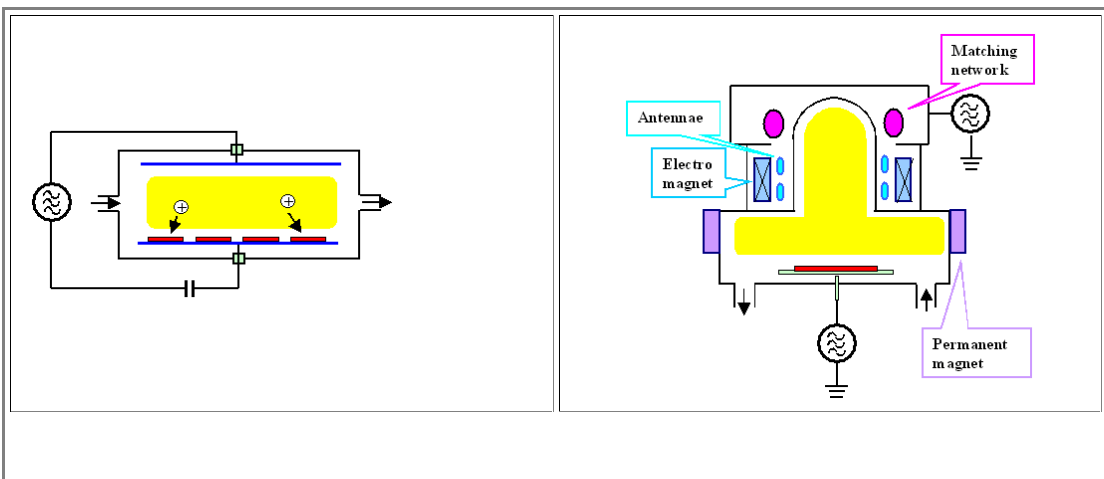 Matching
network
Antennae
Electro
magnet
Permanent
magnet